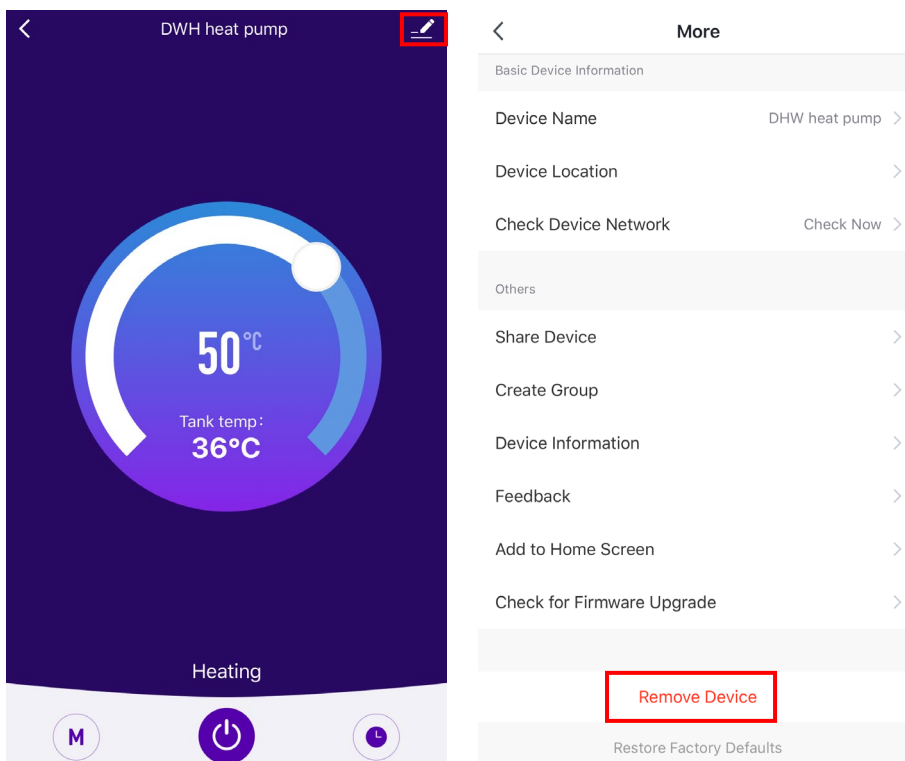 DWH heat pump
50°C
Tank temp:
36°C
Heating
M
More
Basic Device Information
Device Name DHW heat pump
Device Location
Check Device Network Check Now
Others
Share Device
Create Group
Device Information
Feedback
Add to Home Screen
Check for Firmware Upgrade
Remove Device
Restore Factory Defaults